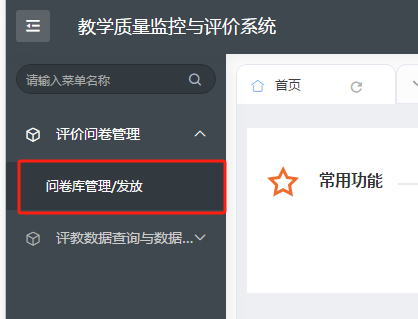 教学质量监控与评价系统
请输入菜单名称
首页
评价问卷管理
常用功能
问卷库管理/发放
评教数据查询与数据...